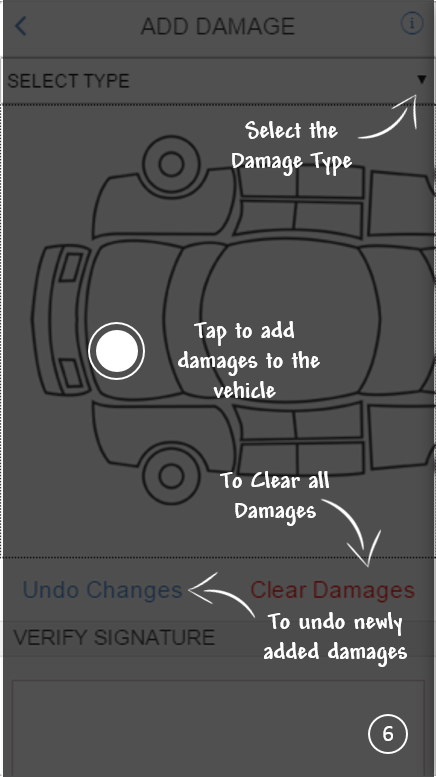 ADD DAMAGE
i
SELECT TYPE
Select the
Damage Type
Tap to add
damages to the
vehicle
To Clear all
Damages
Undo Changes
Clear Damages
To undo newly
added damages
VERIFY SIGNATURE
6